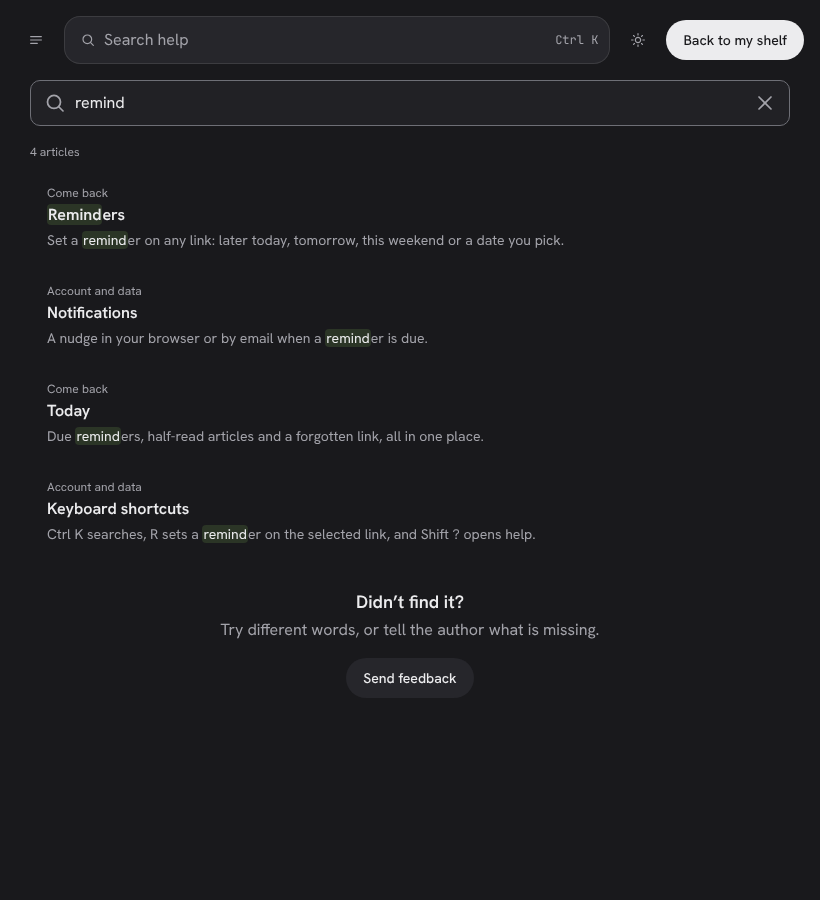 Search help
Ctrl K
Back to my shelf
remind
4 articles
Come back
Reminders
Set a reminder on any link: later today, tomorrow, this weekend or a date you pick.
Account and data
Notifications
A nudge in your browser or by email when a reminder is due.
Come back
Today
Due reminders, half-read articles and a forgotten link, all in one place.
Account and data
Keyboard shortcuts
Ctrl K searches, R sets a reminder on the selected link, and Shift ? opens help.
Didn’t find it?
Try different words, or tell the author what is missing.
Send feedback